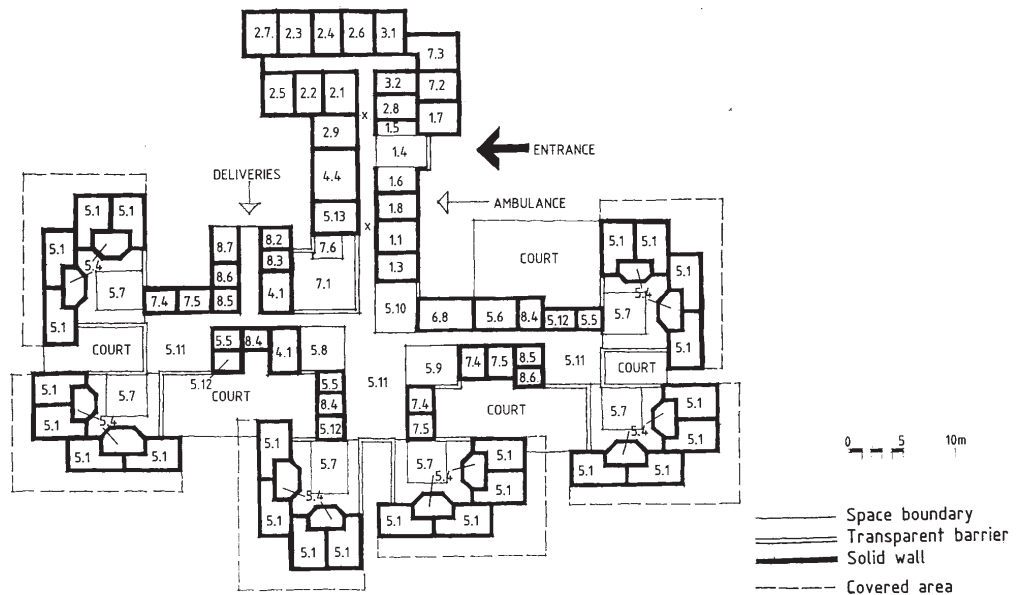 2.7. 2.3 2.4 2.6 3.1
7.3
2.5 2.2 2.1 3.2 7.2
2.8
x 1.5 1.7
2.9
1.4 ENTRANCE
DELIVERIES 4.4
1.6
1.8 AMBULANCE
5.1 5.1 5.13
x
5.1 8.7 8.2 7.6 1.1 5.1 5.1
5.4 8.3 COURT 5.1
8.6 7.1 1.3 5.4
5.7 4.1 5.7
7.4 7.5 8.5 5.10
5.1 6.8 5.6 8.4 5.12 5.5 5.1
COURT 5.11 5.5 8.4 4.1 5.8 5.9 7.4 7.5 8.5 5.11 COURT
5.12 8.6
5.1 5.7 COURT 5.5 5.11 5.1
5.1 5.4 8.4 7.4 COURT 5.7 5.4 5.1
5.12 7.5
5.1 5.1 5.1 5.1 5.1
5.7 5.7 5.1
5.4 5.4 5.1
5.1 5.1 5.1
5.1 5.1
0 5 10m
Space boundary
Transparent barrier
Solid wall
Covered area